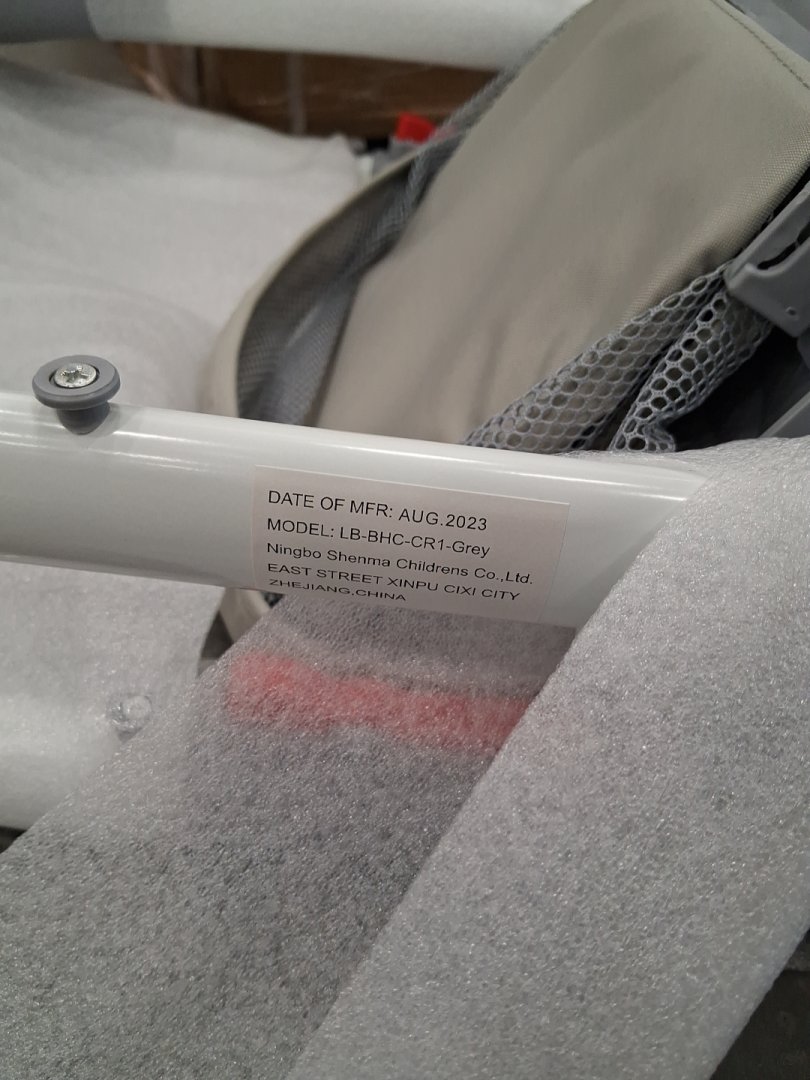 DATE OF MFR: AUG.2023
MODEL: LB-BHC-CR1-Grey
Ningbo Shenma Childrens Co.,Ltd.
EAST STREET XINPU CIXI CITY
ZHEJIANG,CHINA